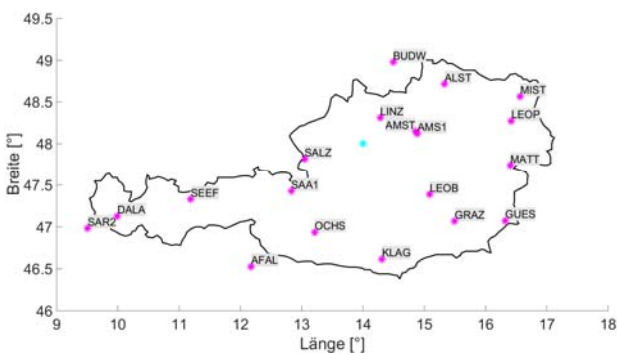 49.5
BUDW
49
ALST
MIST
48.5
LINZ
LEOP
AMST
AMS1
48
SALZ
MATT
47.5
SAA1
LEOB
SEEF
DALA
GRAZ
GUES
SAR2
47
OCHS
KLAG
AFAL
46.5
46
9 10 11 12 13 14 15 16 17 18
Breite [°]
Länge [°]